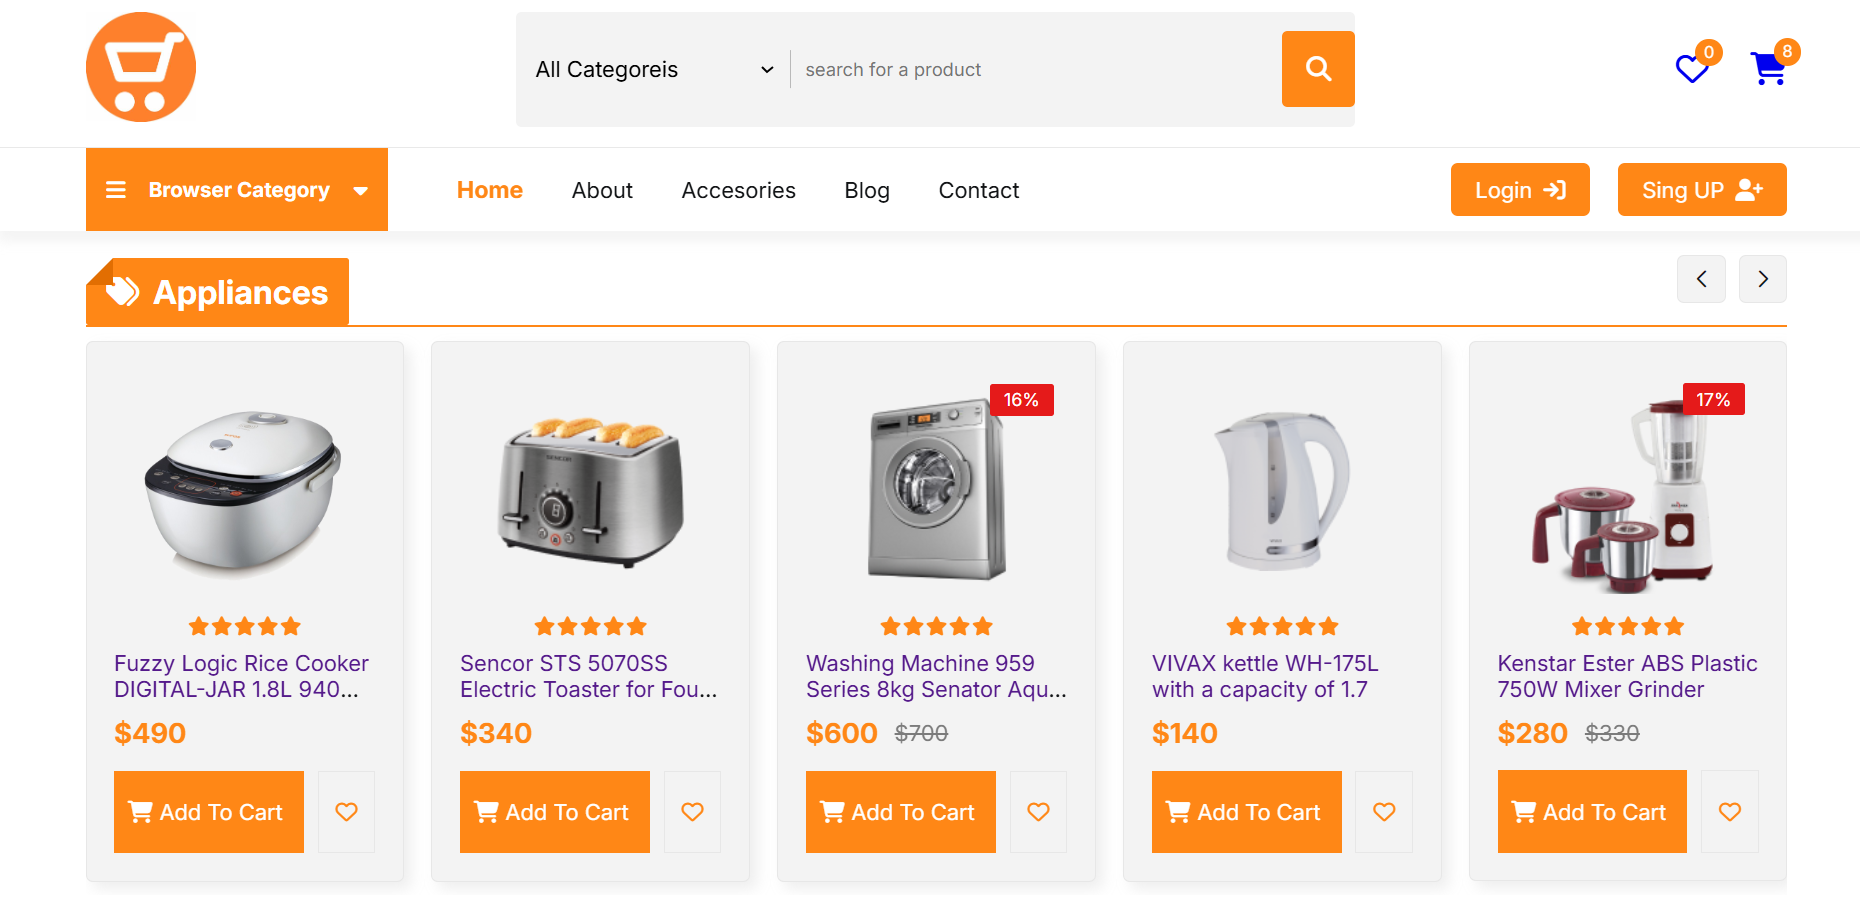 All Categoreis
search for a product
0
8
Browser Category
Home
About
Accesories
Blog
Contact
Login
Sing UP
Appliances
16%
17%
Fuzzy Logic Rice Cooker
DIGITAL-JAR 1.8L 940...
$490
Add To Cart
Sencor STS 5070SS
Electric Toaster for Fou...
$340
Add To Cart
Washing Machine 959
Series 8kg Senator Aqu...
$600 $700
Add To Cart
VIVAX kettle WH-175L
with a capacity of 1.7
$140
Add To Cart
Kenstar Ester ABS Plastic
750W Mixer Grinder
$280 $330
Add To Cart